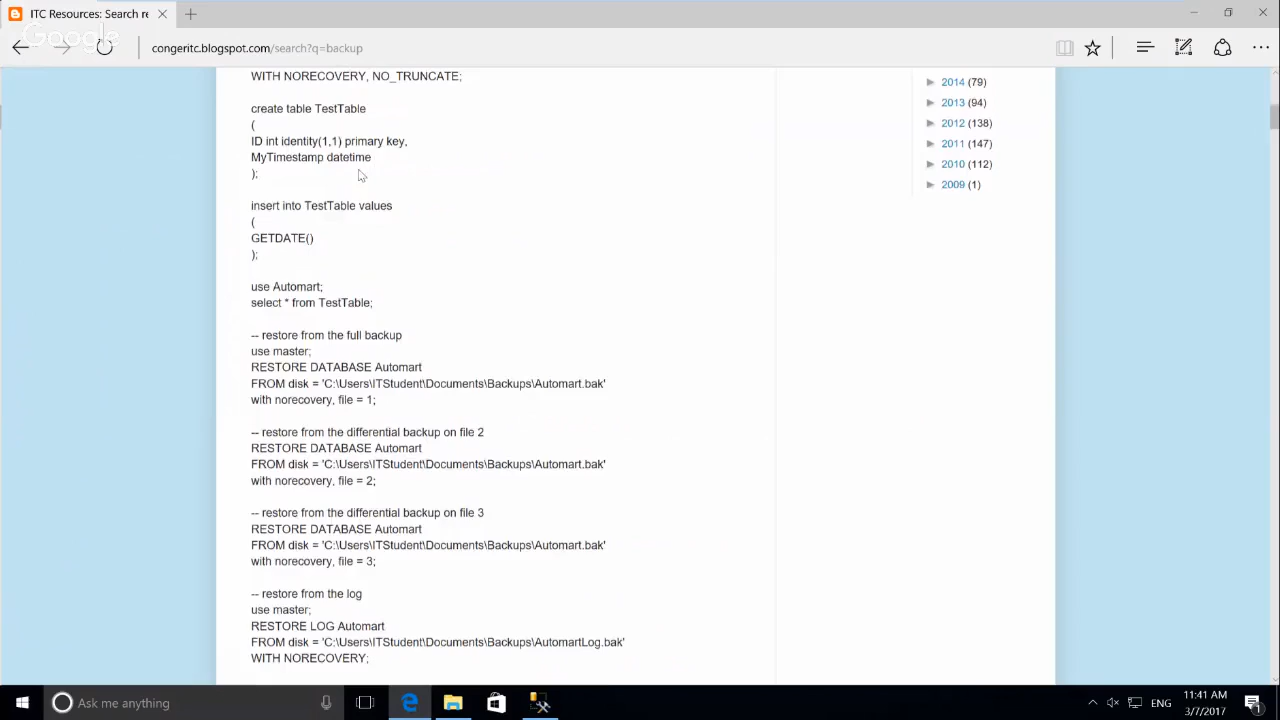 ITC Resources: Search re
Google
congeritc.blogspot.com/search?q=backup
WITH NORECOVERY, NO_TRUNCATE;
create table TestTable
(
ID int identity(1,1) primary key,
MyTimestamp datetime
);
insert into TestTable values
(
GETDATE()
);
use Automart;
select * from TestTable;
-- restore from the full backup
use master;
RESTORE DATABASE Automart
FROM disk = 'C:\Users\ITStudent\Documents\Backups\Automart.bak'
with norecovery, file = 1;
-- restore from the differential backup on file 2
RESTORE DATABASE Automart
FROM disk = 'C:\Users\ITStudent\Documents\Backups\Automart.bak'
with norecovery, file = 2;
-- restore from the differential backup on file 3
RESTORE DATABASE Automart
FROM disk = 'C:\Users\ITStudent\Documents\Backups\Automart.bak'
with norecovery, file = 3;
-- restore from the log
use master;
RESTORE LOG Automart
FROM disk = 'C:\Users\ITStudent\Documents\Backups\AutomartLog.bak'
WITH NORECOVERY;
2014 (79)
2013 (94)
2012 (138)
2011 (147)
2010 (112)
2009 (1)
Ask me anything
ENG
11:41 AM
3/7/2017